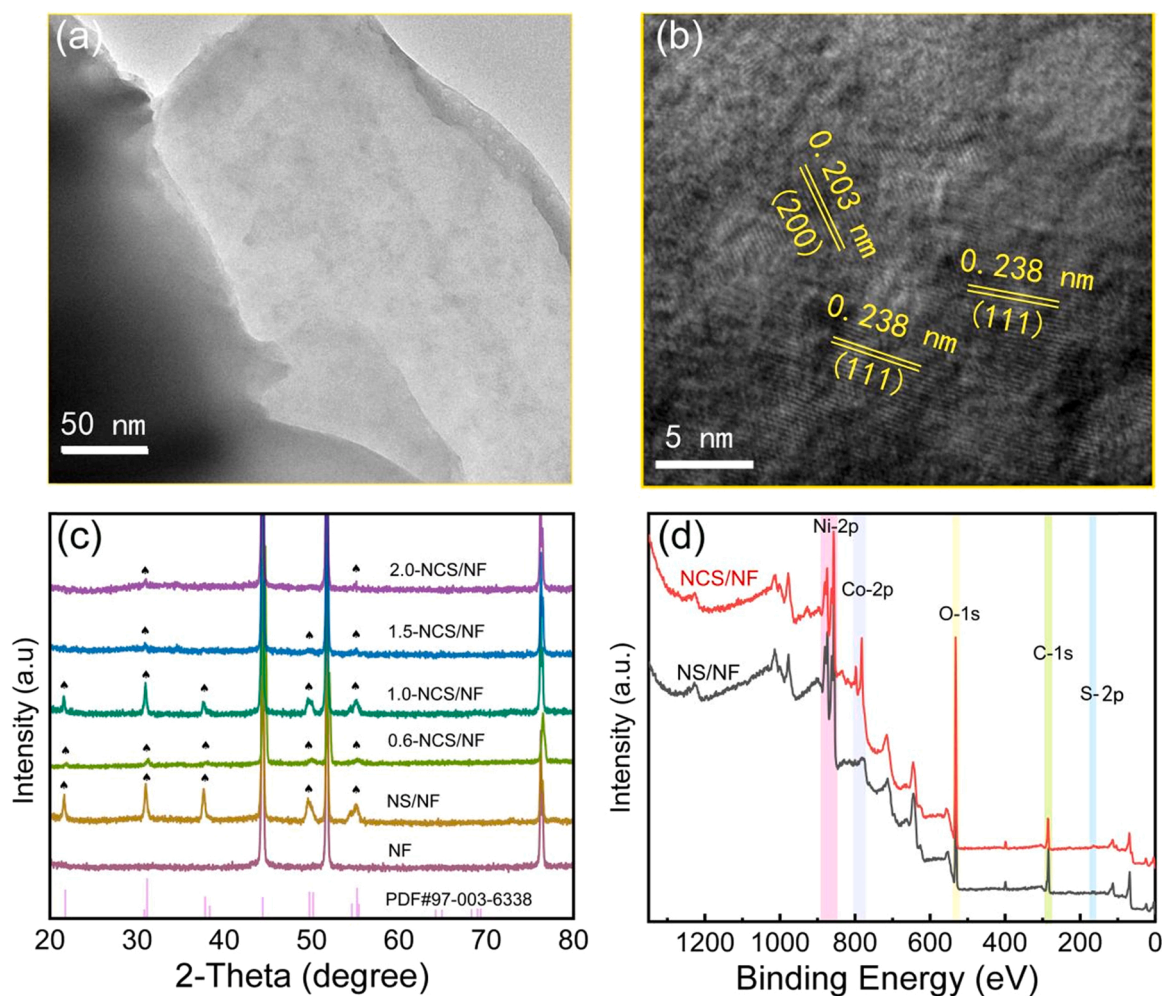 (a)
50 nm
(b)
0.203 nm
(200)
0.238 nm
(111)
0.238 nm
(111)
5 nm
(c)
Intensity (a.u)
♠ ♠
2.0-NCS/NF
♠ ♠ ♠
1.5-NCS/NF
♠ ♠ ♠ ♠ ♠
1.0-NCS/NF
♠ ♠ ♠ ♠ ♠
0.6-NCS/NF
♠ ♠ ♠ ♠ ♠
NS/NF
NF
PDF#97-003-6338
20 30 40 50 60 70 80
2-Theta (degree)
(d)
Intensity (a.u.)
Ni-2p
NCS/NF
Co-2p
O-1s
C-1s
NS/NF
S-2p
1200 1000 800 600 400 200 0
Binding Energy (eV)